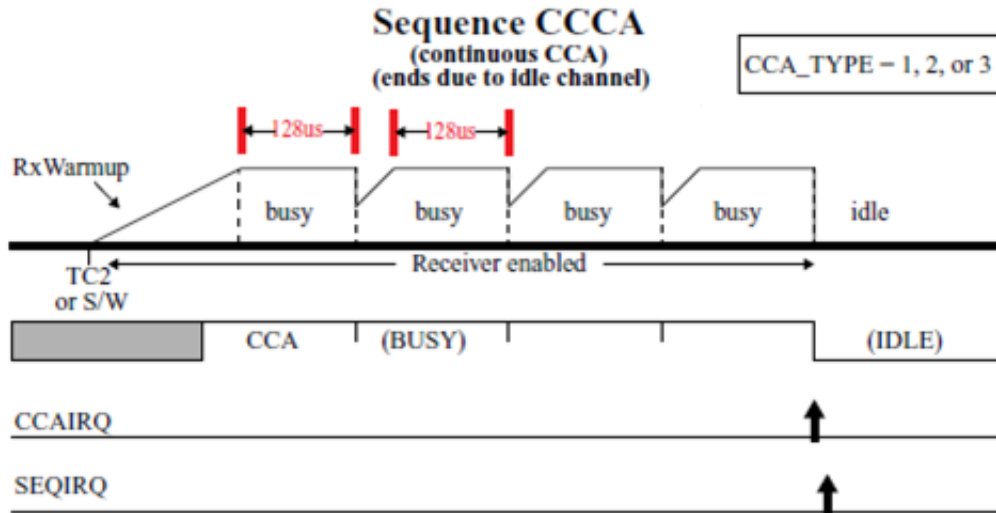 Sequence CCCA
(continuous CCA)
(ends due to idle channel)
CCA_TYPE = 1, 2, or 3
128us
128us
RxWarmup
busy
busy
busy
busy
idle
Receiver enabled
TC2
or S/W
CCA
(BUSY)
(IDLE)
CCAIRQ
SEQIRQ